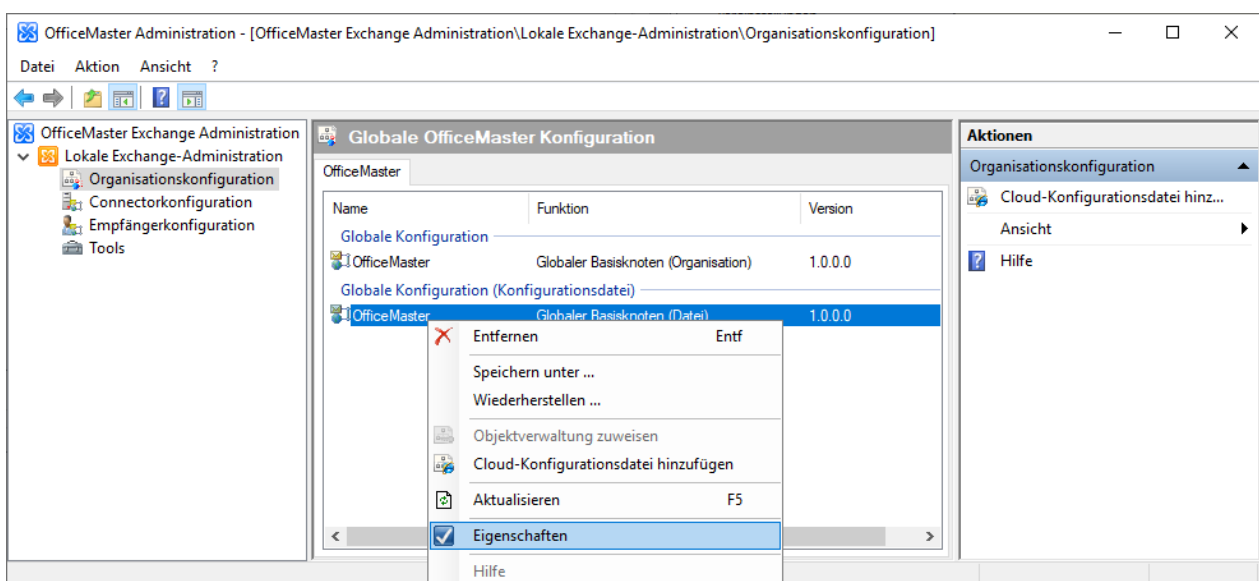 OfficeMaster Administration - [OfficeMaster Exchange Administration\Lokale Exchange-Administration\Organisationskonfiguration]
Datei Aktion Ansicht ?
OfficeMaster Exchange Administration
Lokale Exchange-Administration
Organisationskonfiguration
Connectorkonfiguration
Empfängerkonfiguration
Tools
Globale OfficeMaster Konfiguration
OfficeMaster
Name Funktion Version
Globale Konfiguration
OfficeMaster Globaler Basisknoten (Organisation) 1.0.0.0
Globale Konfiguration (Konfigurationsdatei)
OfficeMaster Globaler Basisknoten (Datei) 1.0.0.0
Entfernen Entf
Speichern unter ...
Wiederherstellen ...
Objektverwaltung zuweisen
Cloud-Konfigurationsdatei hinzufügen
Aktualisieren F5
Eigenschaften
Hilfe
Aktionen
Organisationskonfiguration
Cloud-Konfigurationsdatei hinz...
Ansicht
Hilfe